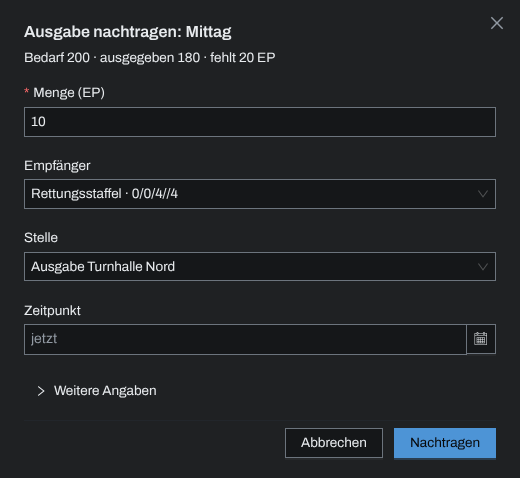 Ausgabe nachtragen: Mittag
Bedarf 200 · ausgegeben 180 · fehlt 20 EP
* Menge (EP)
10
Empfänger
Rettungsstaffel · 0/0/4//4
Stelle
Ausgabe Turnhalle Nord
Zeitpunkt
jetzt
Weitere Angaben
Abbrechen
Nachtragen